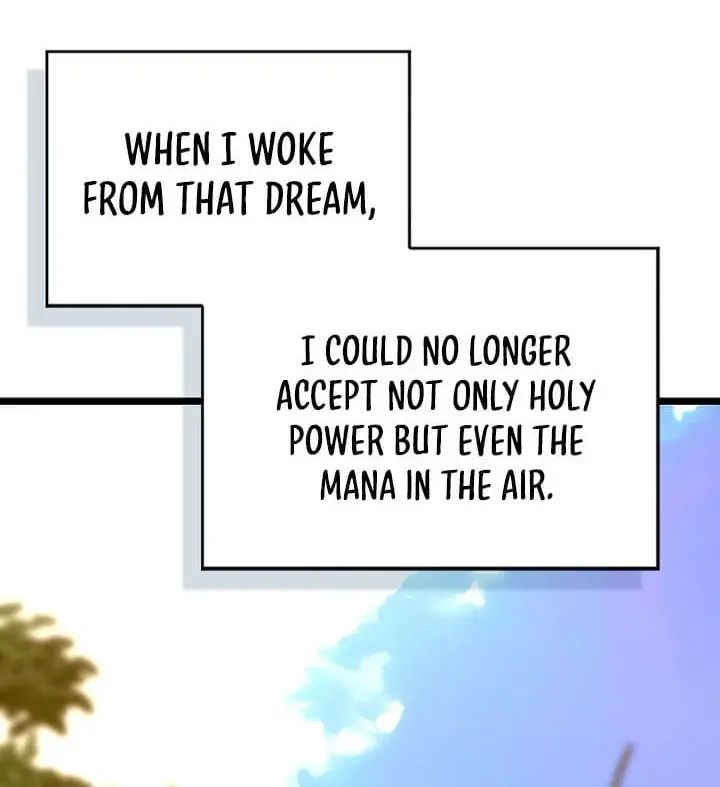 WHEN I WOKE
FROM THAT DREAM,
I COULD NO LONGER
ACCEPT NOT ONLY HOLY
POWER BUT EVEN THE
MANA IN THE AIR.